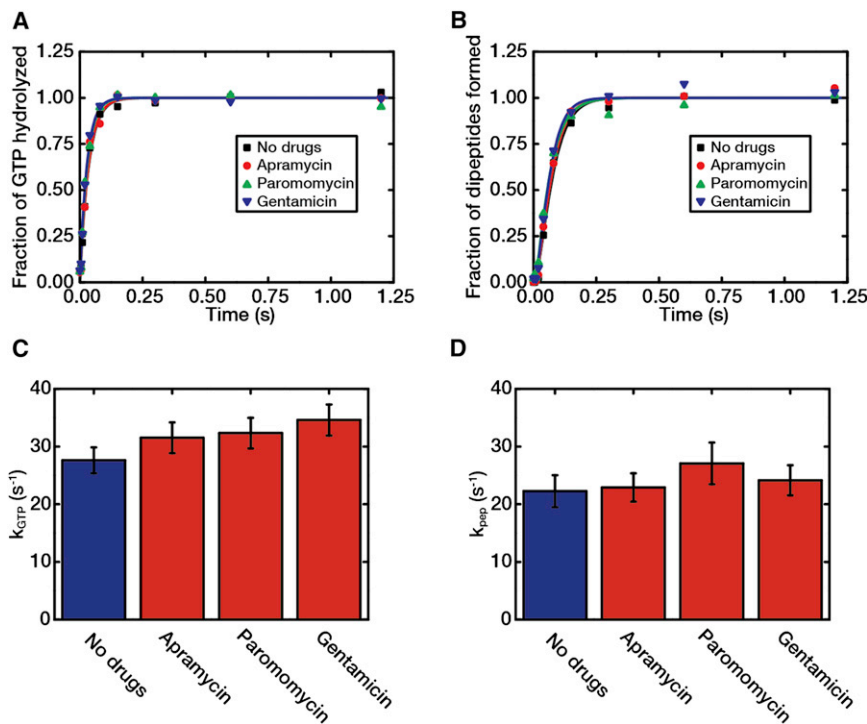 A
Fraction of GTP hydrolized
1.25
1.00
0.75
0.50
0.25
0.00
0.00
0.25
0.50
0.75
1.00
1.25
Time (s)
No drugs
Apramycin
Paromomycin
Gentamicin
B
Fraction of dipeptides formed
1.25
1.00
0.75
0.50
0.25
0.00
0.00
0.25
0.50
0.75
1.00
1.25
Time (s)
No drugs
Apramycin
Paromomycin
Gentamicin
C
kGTP (s⁻¹)
40
30
20
10
0
No drugs
Apramycin
Paromomycin
Gentamicin
D
kpep (s⁻¹)
40
30
20
10
0
No drugs
Apramycin
Paromomycin
Gentamicin